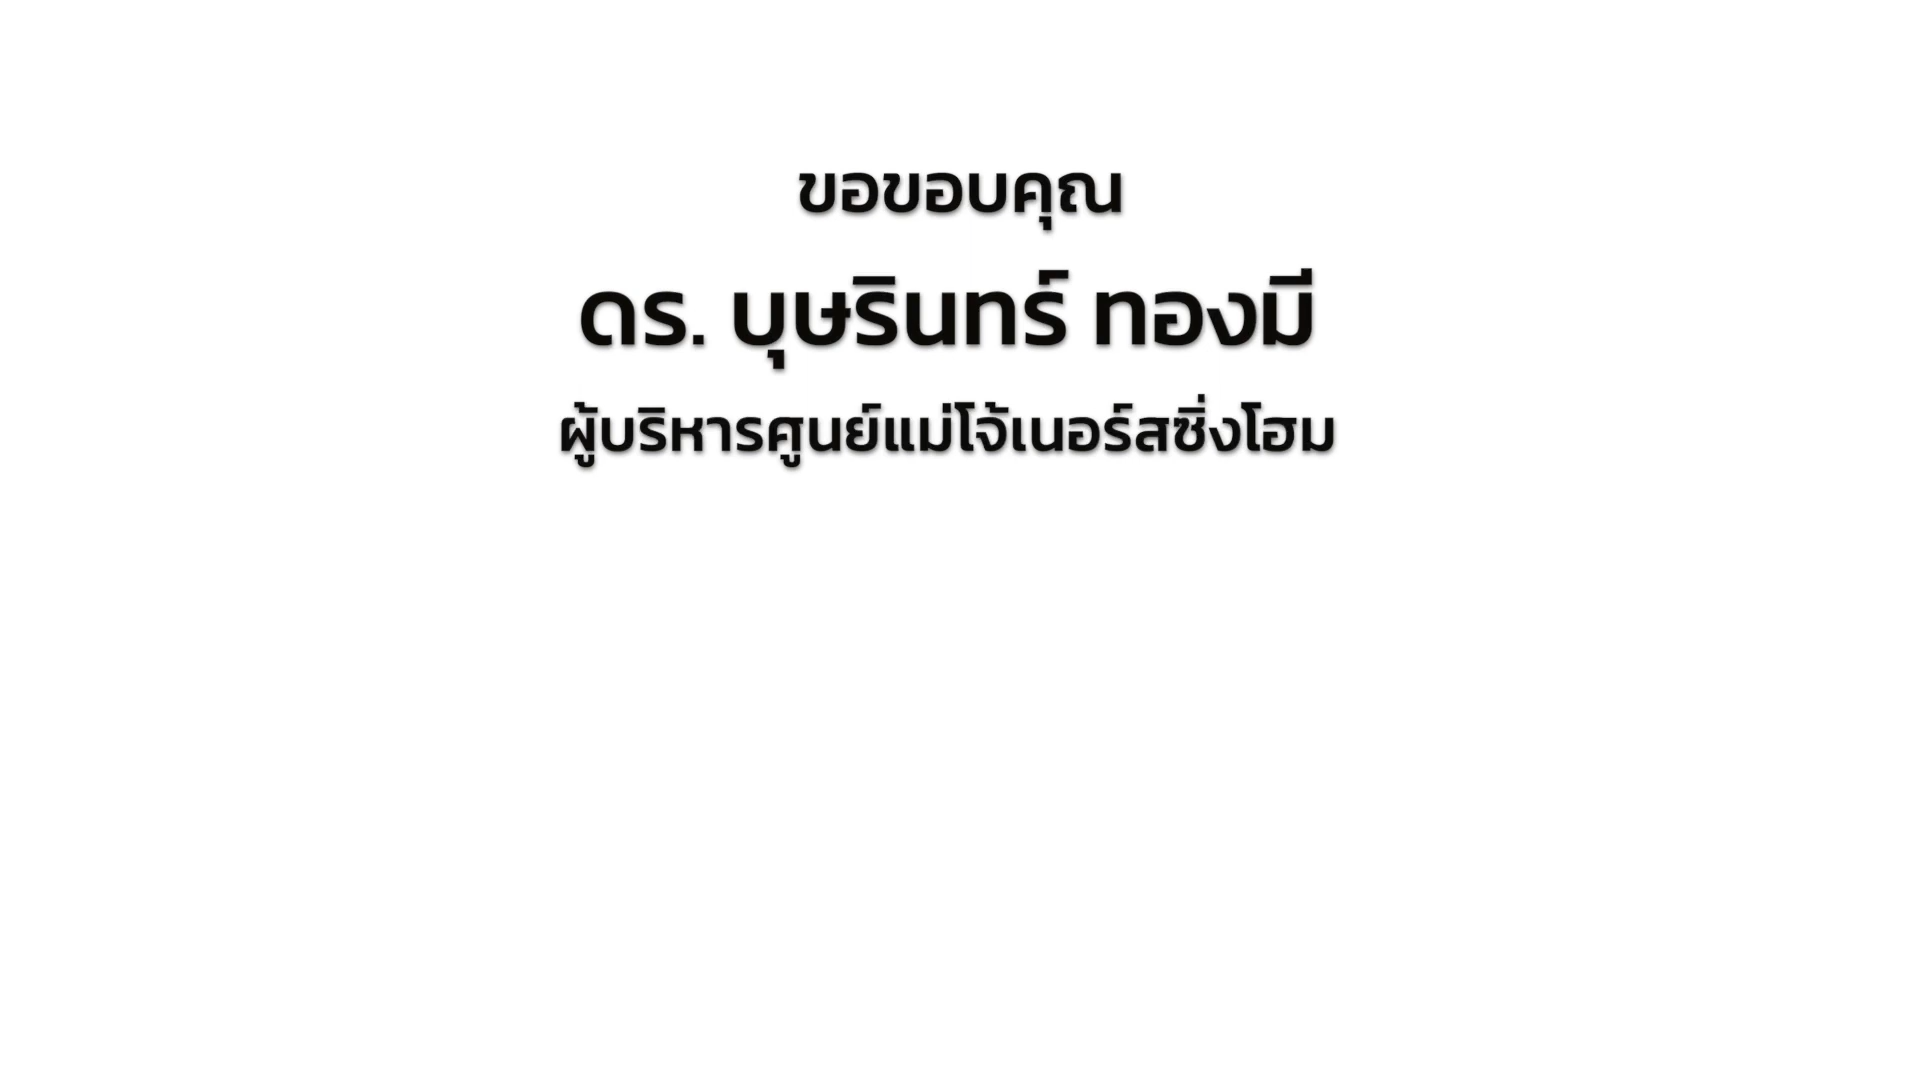 ขอขอบคุณ
ดร. บุษรินทร์ ทองมี
ผู้บริหารศูนย์แม่โจ้เนอร์สซิ่งโฮม